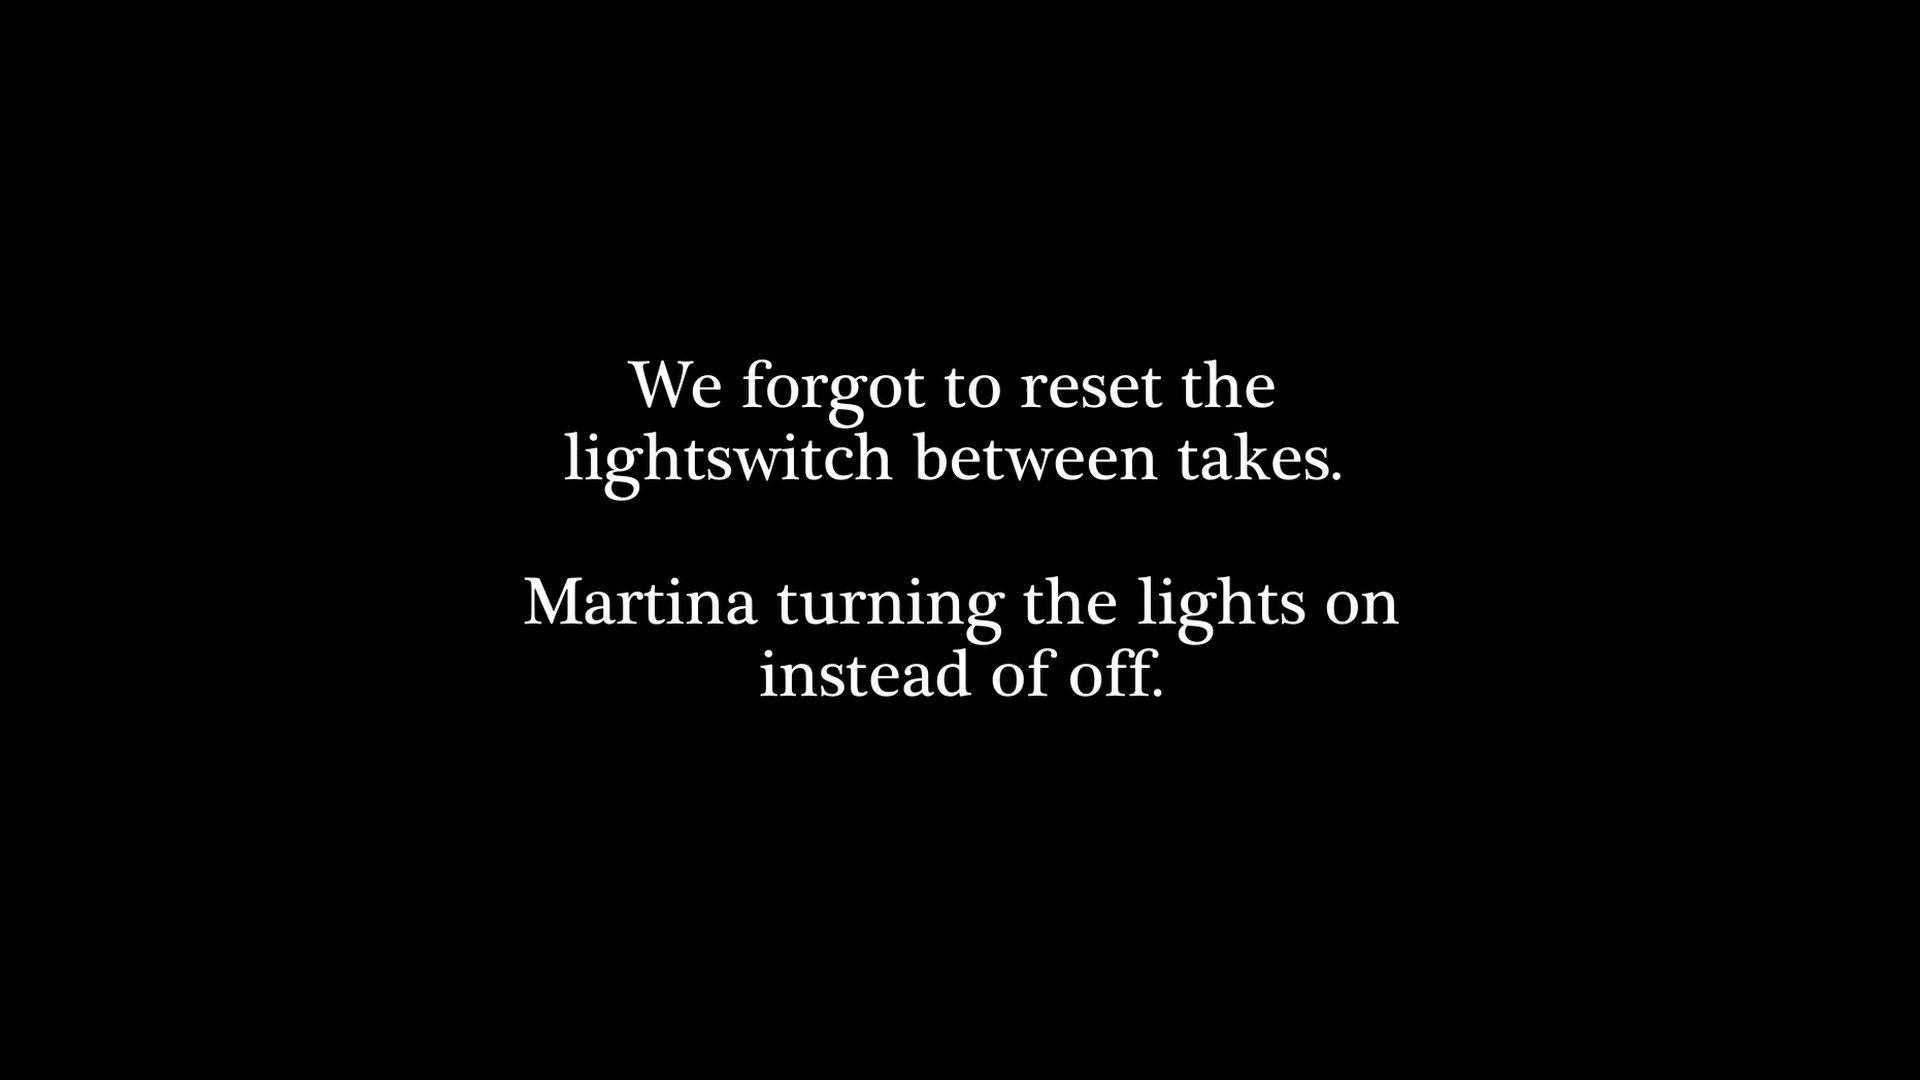 We forgot to reset the
lightswitch between takes.
Martina turning the lights on
instead of off.